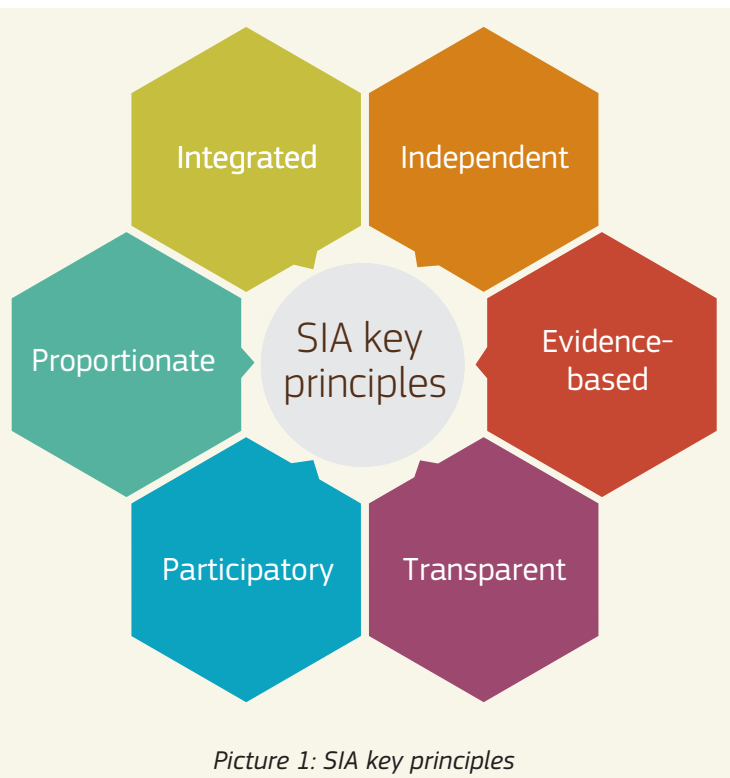 Integrated
Independent
SIA key
principles
Proportionate
Evidence-
based
Participatory
Transparent
Picture 1: SIA key principles